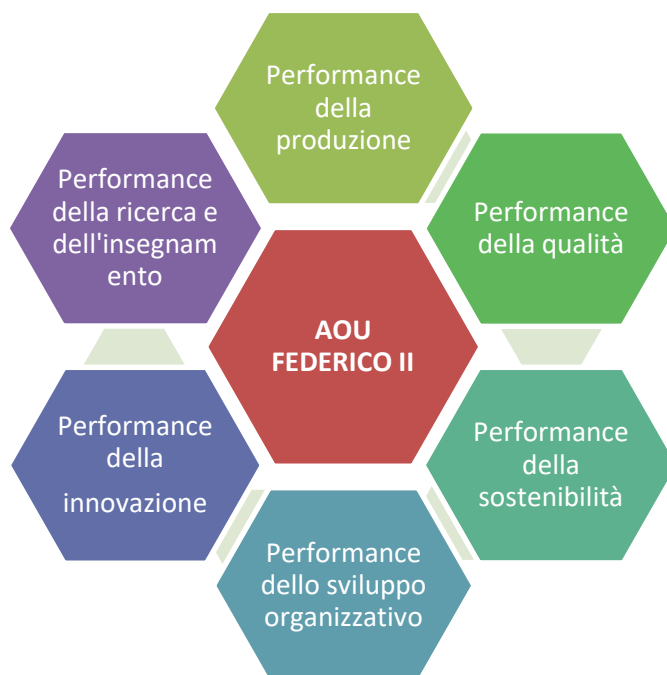 Performance
della
produzione
Performance
della qualità
Performance
della
sostenibilità
Performance
dello sviluppo
organizzativo
Performance
della
innovazione
Performance
della ricerca e
dell'insegnam
ento
AOU
FEDERICO II